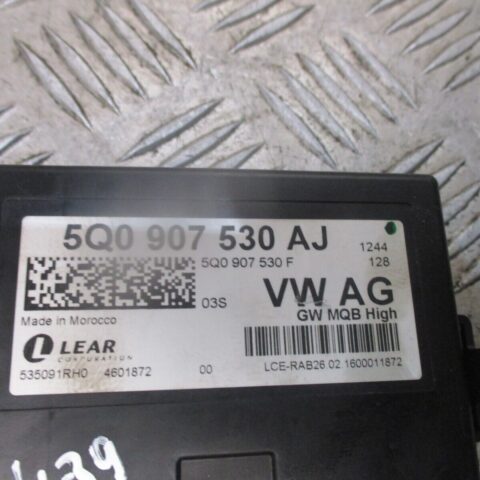 5Q0 907 530 AJ 1244
5Q0 907 530 F 128
03S VW AG
GW MQB High
Made in Morocco
LEAR
CORPORATION
535091RH0 4601872 00 LCE-RAB26 02.1600011872
439